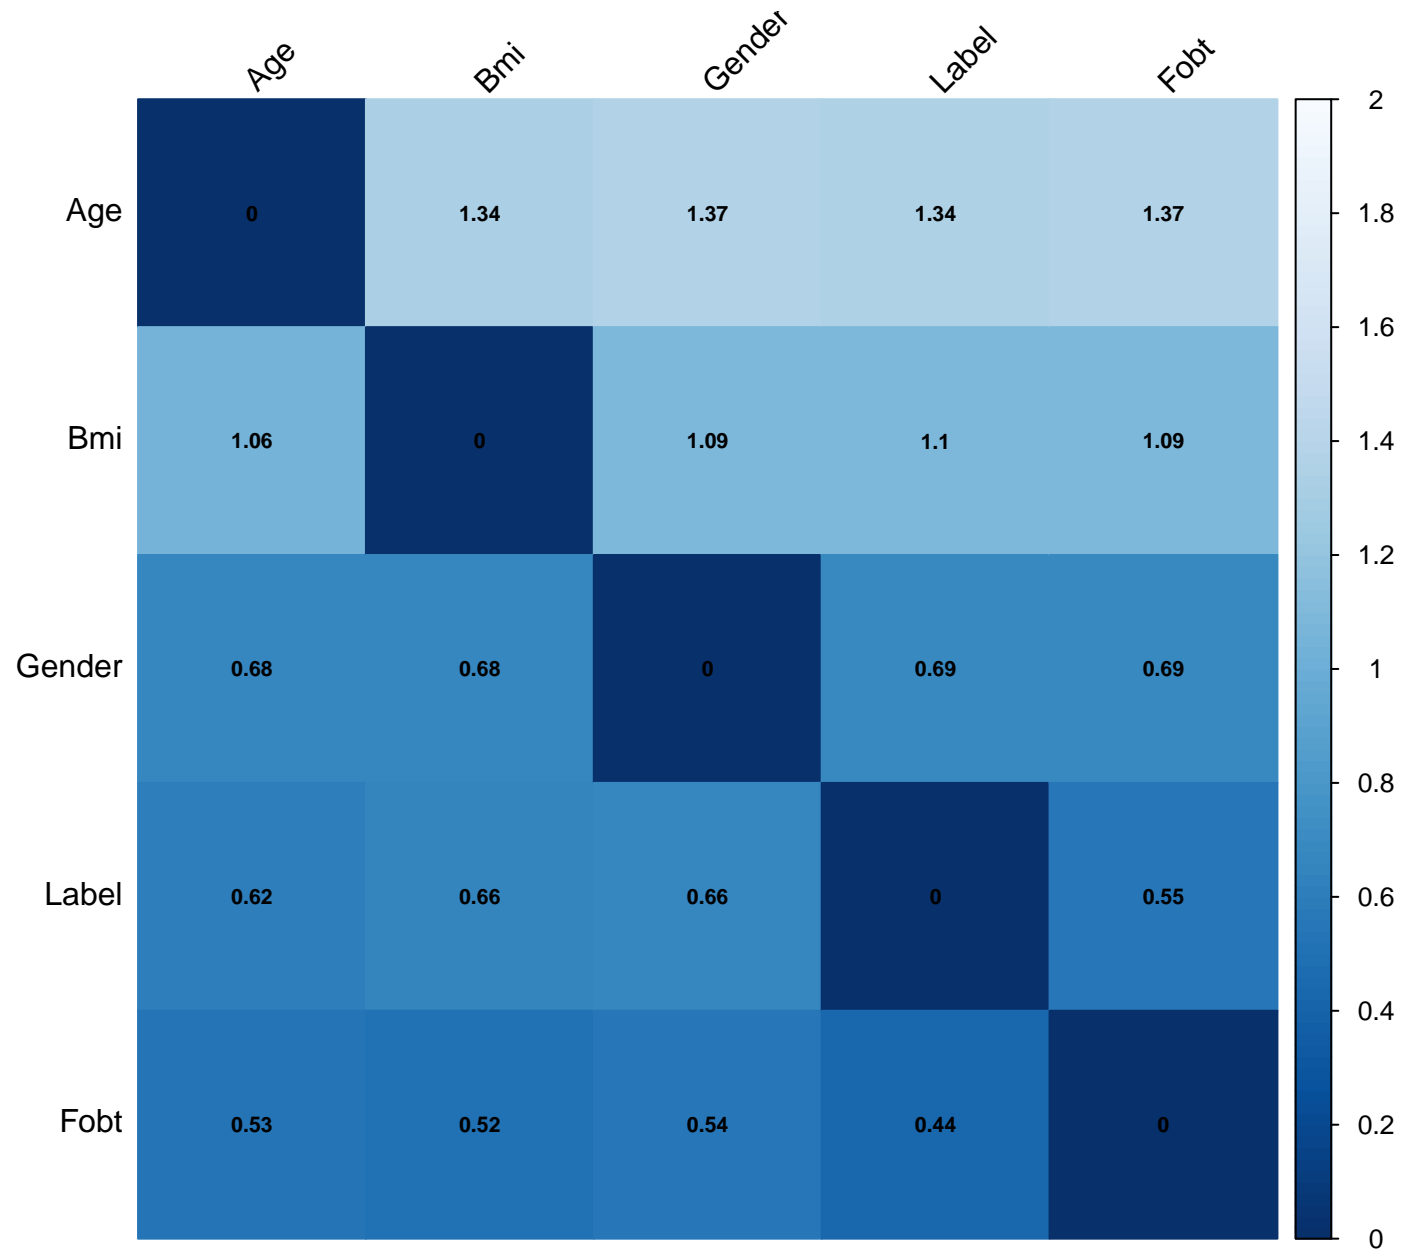 Age Bmi Gender Label Fobt
Age 0 1.34 1.37 1.34 1.37
Bmi 1.06 0 1.09 1.1 1.09
Gender 0.68 0.68 0 0.69 0.69
Label 0.62 0.66 0.66 0 0.55
Fobt 0.53 0.52 0.54 0.44 0
2
1.8
1.6
1.4
1.2
1
0.8
0.6
0.4
0.2
0